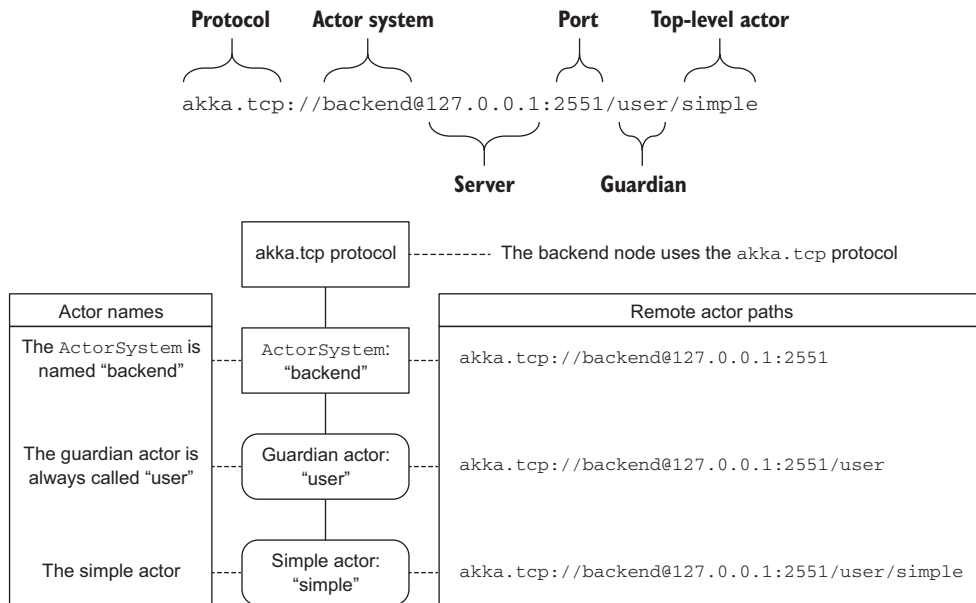 Protocol Actor system Port Top-level actor
akka.tcp://backend@127.0.0.1:2551/user/simple
Server Guardian
akka.tcp protocol
The backend node uses the akka.tcp protocol
Actor names
Remote actor paths
The ActorSystem is
named “backend”
ActorSystem:
“backend”
akka.tcp://backend@127.0.0.1:2551
The guardian actor is
always called “user”
Guardian actor:
“user”
akka.tcp://backend@127.0.0.1:2551/user
The simple actor
Simple actor:
“simple”
akka.tcp://backend@127.0.0.1:2551/user/simple